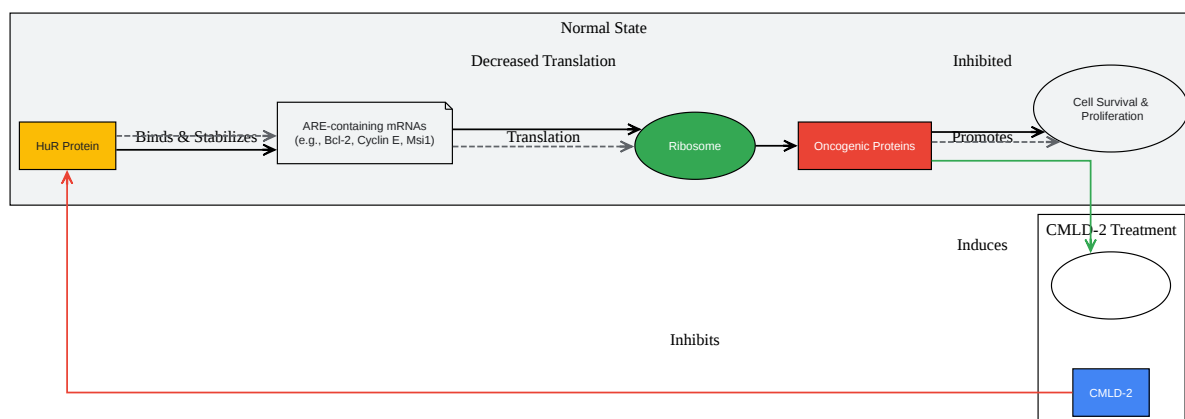 Normal State
Decreased Translation
Inhibited
Cell Survival &
Proliferation
HuR Protein
Binds & Stabilizes
ARE-containing mRNAs
(e.g., Bcl-2, Cyclin E, Msi1)
Translation
Ribosome
Oncogenic Proteins
Promotes
CMLD-2 Treatment
Induces
Inhibits
CMLD-2